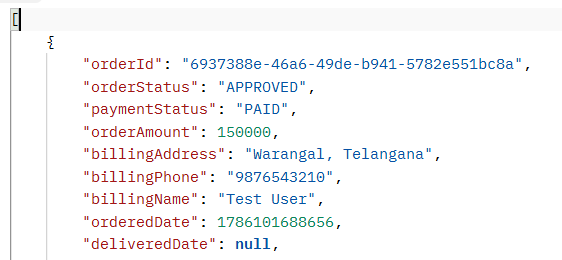 [
{
"orderId": "6937388e-46a6-49de-b941-5782e551bc8a",
"orderStatus": "APPROVED",
"paymentStatus": "PAID",
"orderAmount": 150000,
"billingAddress": "Warangal, Telangana",
"billingPhone": "9876543210",
"billingName": "Test User",
"orderedDate": 1786101688656,
"deliveredDate": null,